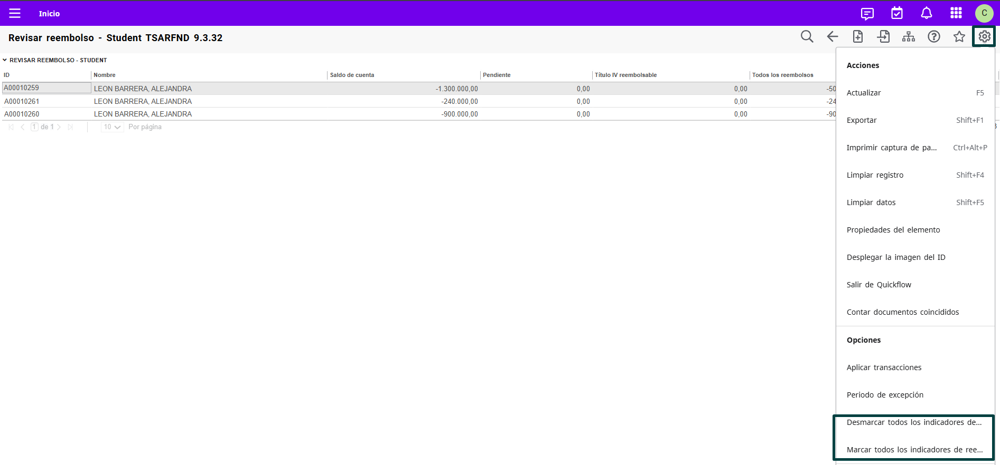 Inicio
C
Revisar reembolso - Student TSARFND 9.3.32
REVISAR REEMBOLSO - STUDENT
ID Nombre Saldo de cuenta Pendiente Título IV reembolsable Todos los reembolsos
A00010259 LEON BARRERA, ALEJANDRA -1.300.000,00 0,00 0,00 -50
A00010261 LEON BARRERA, ALEJANDRA -240.000,00 0,00 0,00 -24
A00010260 LEON BARRERA, ALEJANDRA -900.000,00 0,00 0,00 -90
1 de 1 10 Por página
Acciones
Actualizar F5
Exportar Shift+F1
Imprimir captura de pa... Ctrl+Alt+P
Limpiar registro Shift+F4
Limpiar datos Shift+F5
Propiedades del elemento
Desplegar la imagen del ID
Salir de Quickflow
Contar documentos coincididos
Opciones
Aplicar transacciones
Periodo de excepción
Desmarcar todos los indicadores de...
Marcar todos los indicadores de ree...